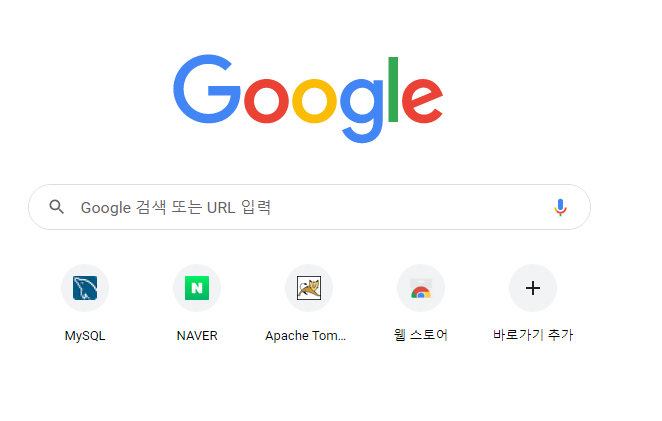 Google
Google 검색 또는 URL 입력
MySQL
NAVER
Apache Tom...
웹 스토어
바로가기 추가